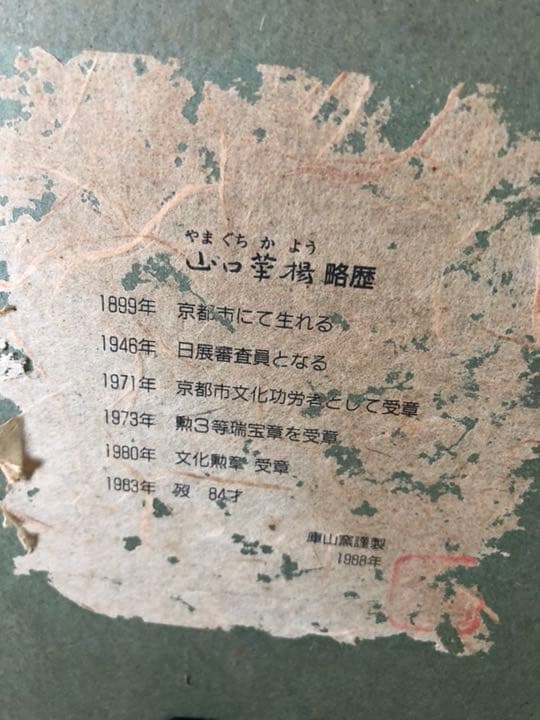 やまぐちかよう
山口華楊 略歴
1899年 京都市にて生れる
1946年 日展審査員となる
1971年 京都市文化功労者として受章
1973年 勲3等瑞宝章を受章
1980年 文化勲章 受章
1983年 歿 84才
庫山窯謹製
1988年